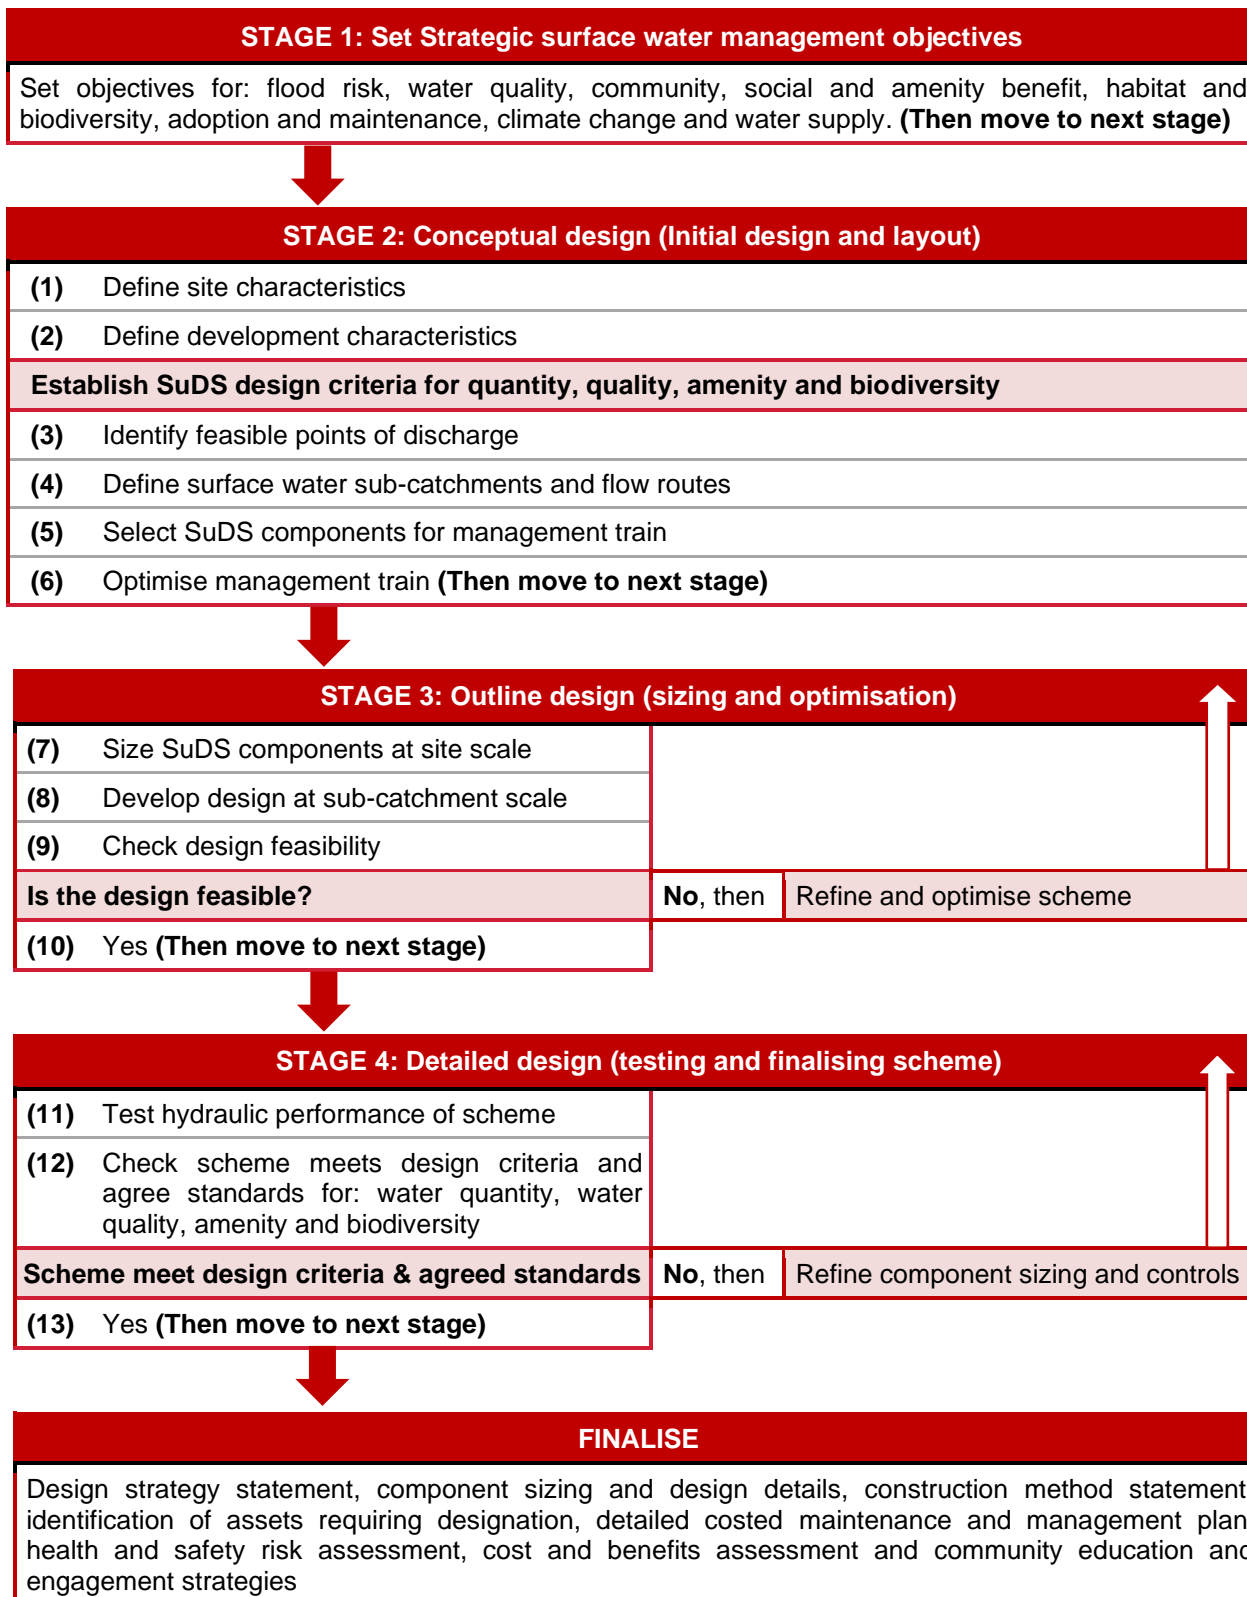 STAGE 1: Set Strategic surface water management objectives
Set objectives for: flood risk, water quality, community, social and amenity benefit, habitat and
biodiversity, adoption and maintenance, climate change and water supply. (Then move to next stage)
STAGE 2: Conceptual design (Initial design and layout)
(1) Define site characteristics
(2) Define development characteristics
Establish SuDS design criteria for quantity, quality, amenity and biodiversity
(3) Identify feasible points of discharge
(4) Define surface water sub-catchments and flow routes
(5) Select SuDS components for management train
(6) Optimise management train (Then move to next stage)
STAGE 3: Outline design (sizing and optimisation)
(7) Size SuDS components at site scale
(8) Develop design at sub-catchment scale
(9) Check design feasibility
Is the design feasible? No, then Refine and optimise scheme
(10) Yes (Then move to next stage)
STAGE 4: Detailed design (testing and finalising scheme)
(11) Test hydraulic performance of scheme
(12) Check scheme meets design criteria and
agree standards for: water quantity, water
quality, amenity and biodiversity
Scheme meet design criteria & agreed standards No, then Refine component sizing and controls
(13) Yes (Then move to next stage)
FINALISE
Design strategy statement, component sizing and design details, construction method statement
identification of assets requiring designation, detailed costed maintenance and management plan
health and safety risk assessment, cost and benefits assessment and community education and
engagement strategies